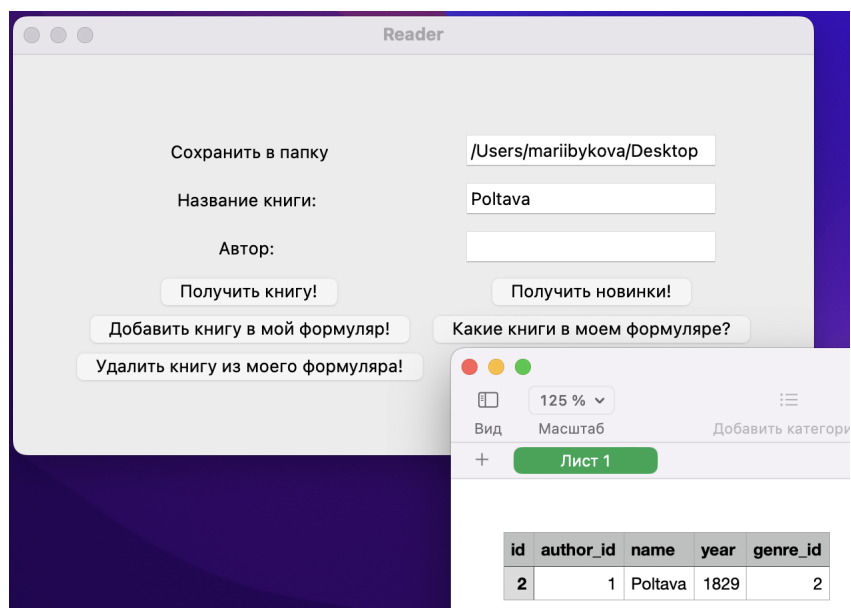 Reader
Сохранить в папку /Users/mariibykova/Desktop
Название книги: Poltava
Автор:
Получить книгу! Получить новинки!
Добавить книгу в мой формуляр! Какие книги в моем формуляре?
Удалить книгу из моего формуляра!
125 %
Вид Масштаб Добавить категори
+ Лист 1
id author_id name year genre_id
2 1 Poltava 1829 2